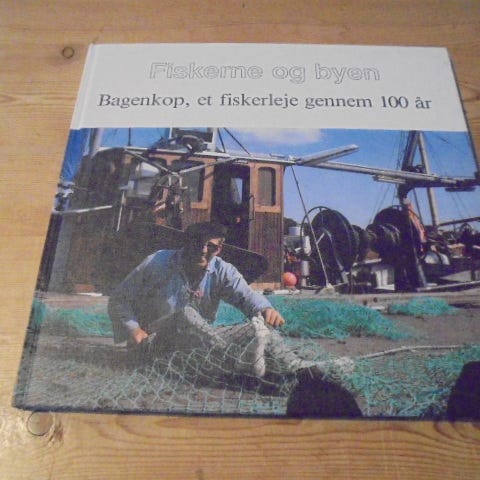 Fiskerne og byen
Bagenkop, et fiskerleje gennem 100 år